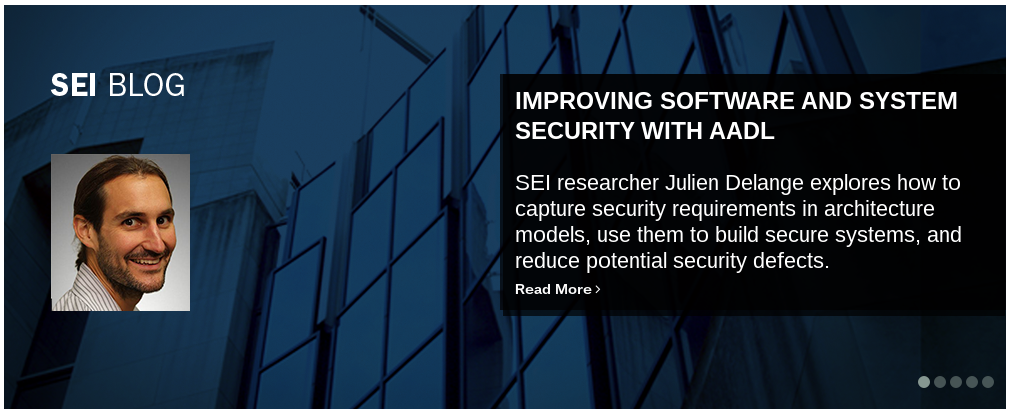 SEI BLOG
IMPROVING SOFTWARE AND SYSTEM
SECURITY WITH AADL
SEI researcher Julien Delange explores how to
capture security requirements in architecture
models, use them to build secure systems, and
reduce potential security defects.
Read More ›